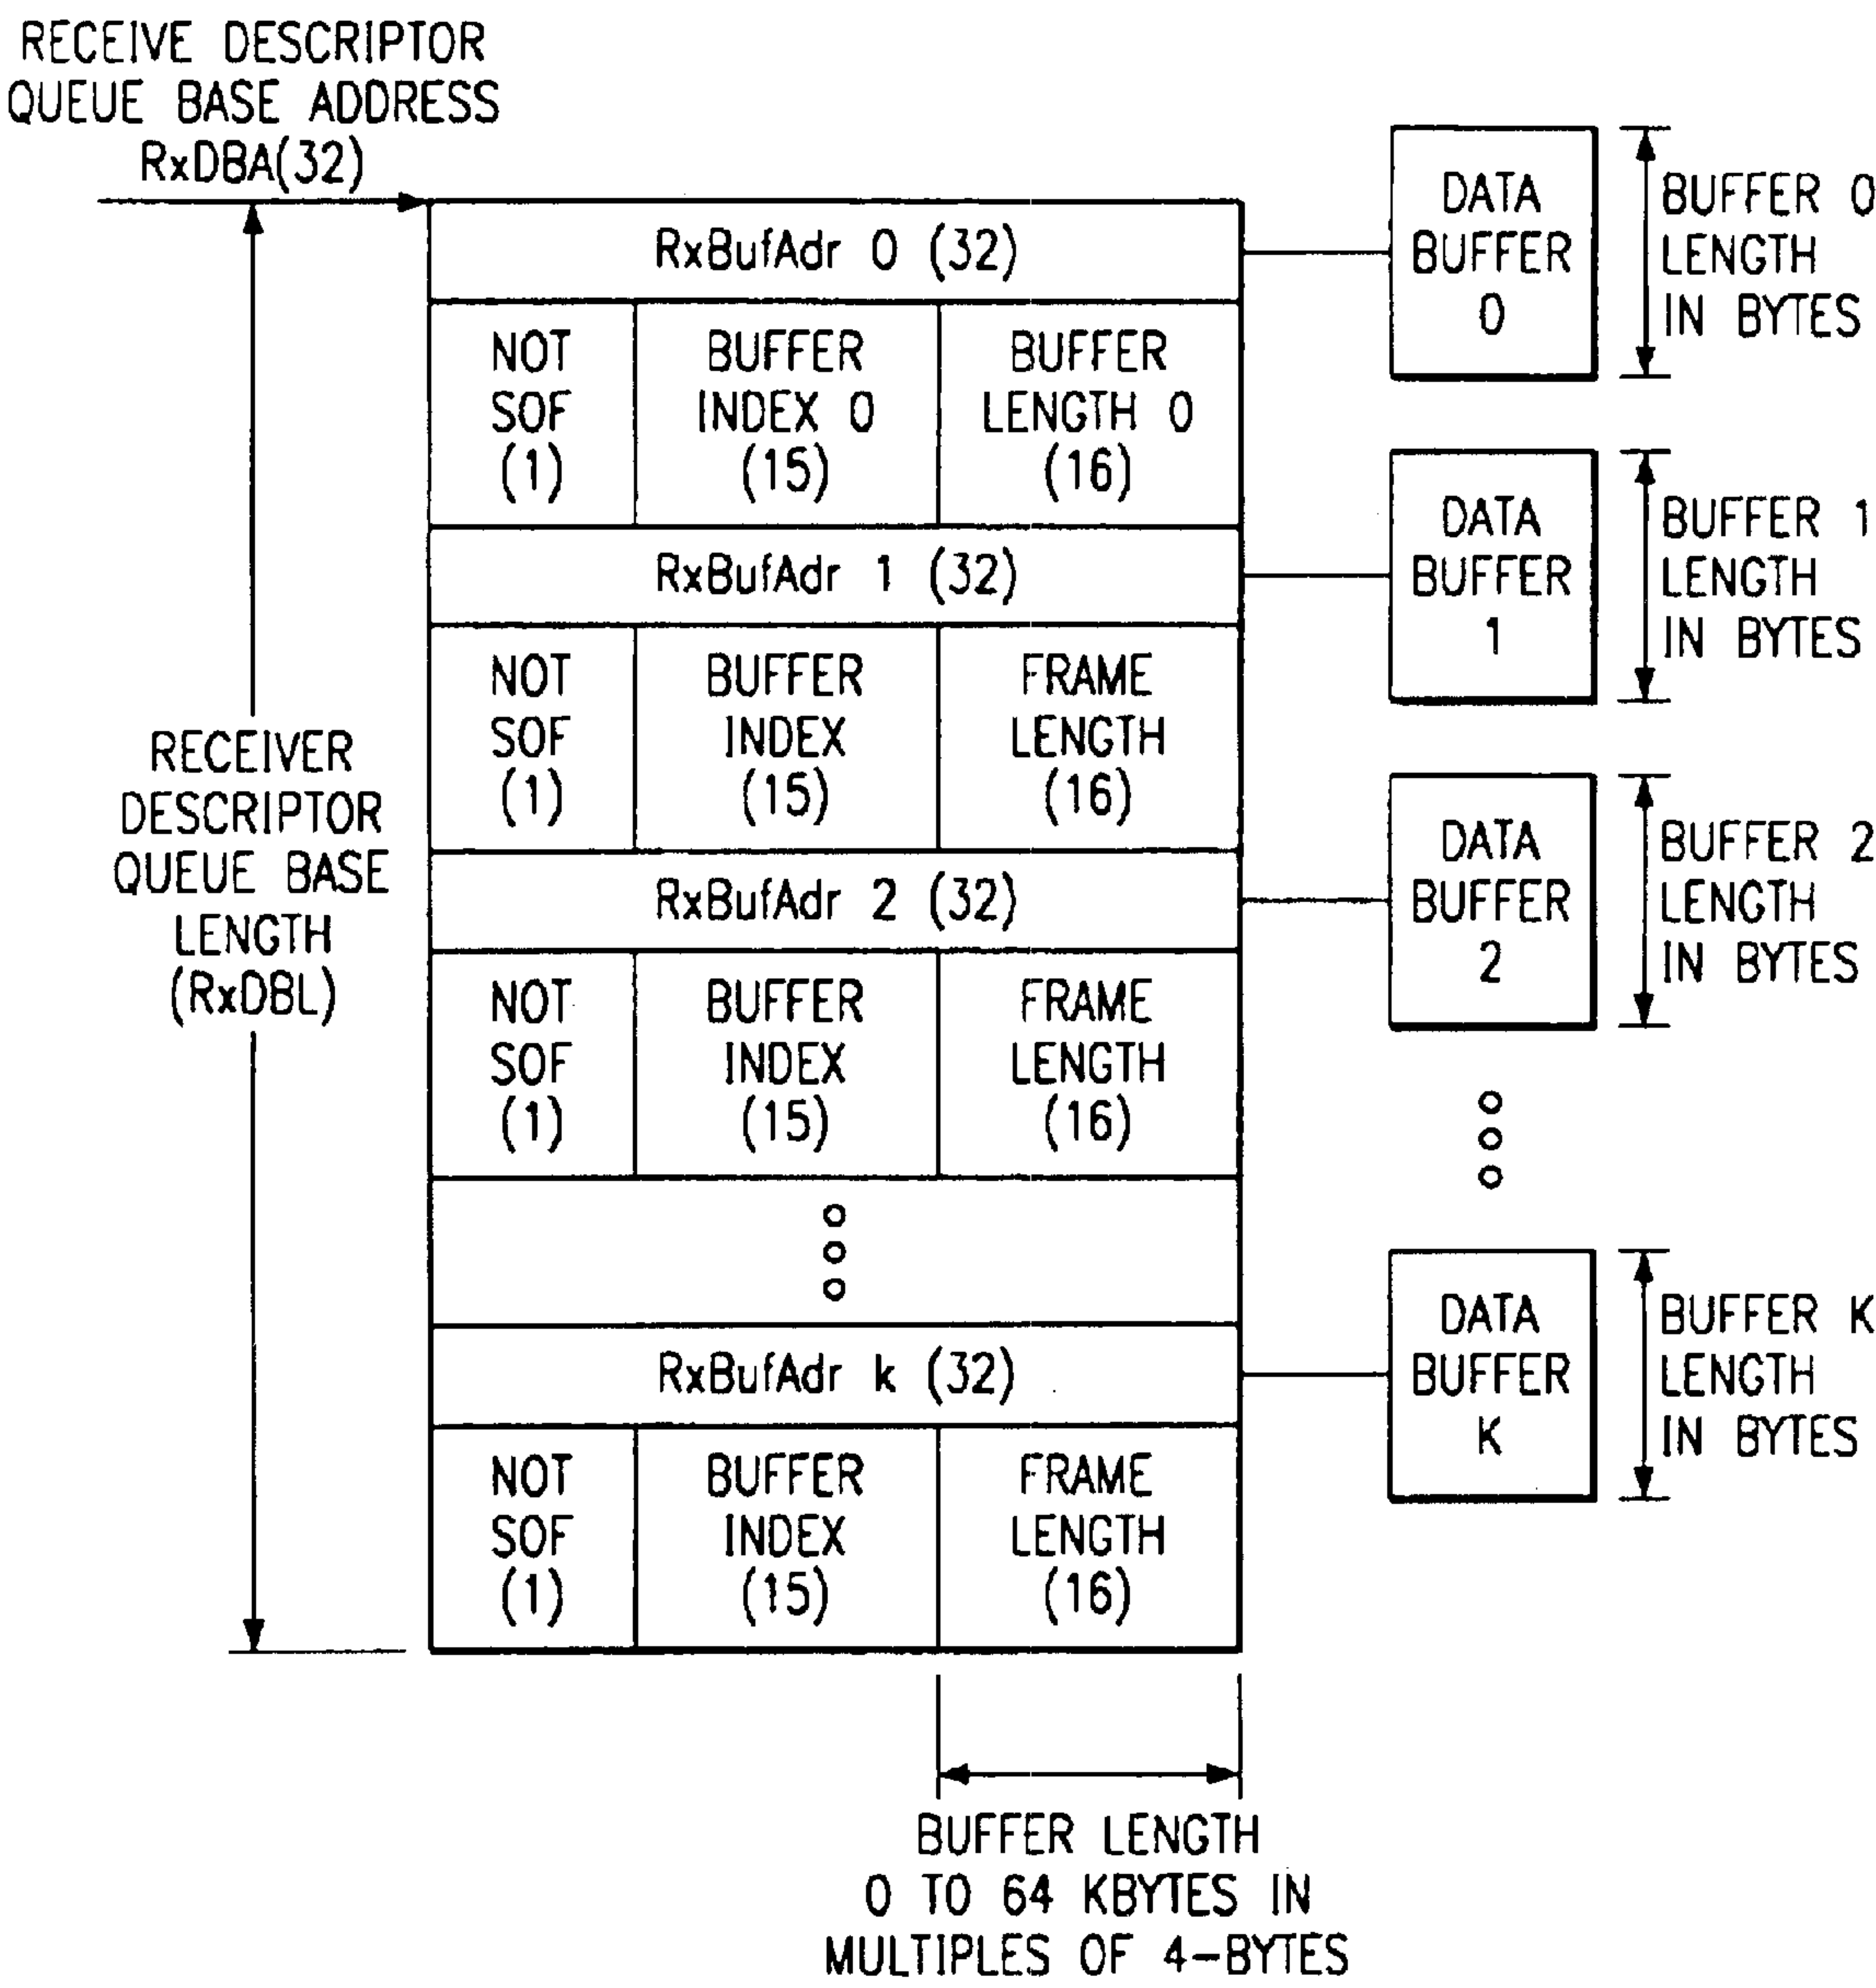 RECEIVE DESCRIPTOR
QUEUE BASE ADDRESS
RxDBA(32)
RxBufAdr 0 (32)
NOT
SOF
(1)
BUFFER
INDEX 0
(15)
BUFFER
LENGTH 0
(16)
DATA
BUFFER
0
BUFFER 0
LENGTH
IN BYTES
RxBufAdr 1 (32)
NOT
SOF
(1)
BUFFER
INDEX
(15)
FRAME
LENGTH
(16)
DATA
BUFFER
1
BUFFER 1
LENGTH
IN BYTES
RECEIVER
DESCRIPTOR
QUEUE BASE
LENGTH
(RxDBL)
RxBufAdr 2 (32)
NOT
SOF
(1)
BUFFER
INDEX
(15)
FRAME
LENGTH
(16)
DATA
BUFFER
2
BUFFER 2
LENGTH
IN BYTES
RxBufAdr k (32)
NOT
SOF
(1)
BUFFER
INDEX
(15)
FRAME
LENGTH
(16)
DATA
BUFFER
K
BUFFER K
LENGTH
IN BYTES
BUFFER LENGTH
0 TO 64 KBYTES IN
MULTIPLES OF 4-BYTES